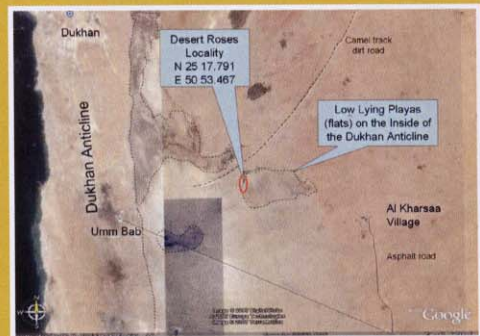 Dukhan
Desert Roses
Locality
N 25 17.791
E 50 53.467
Camel track
dirt road
Low Lying Playas
(flats) on the Inside of
the Dukhan Anticline
Dukhan Anticline
Al Kharsaa
Village
Umm Bab
Asphalt road
W
Google